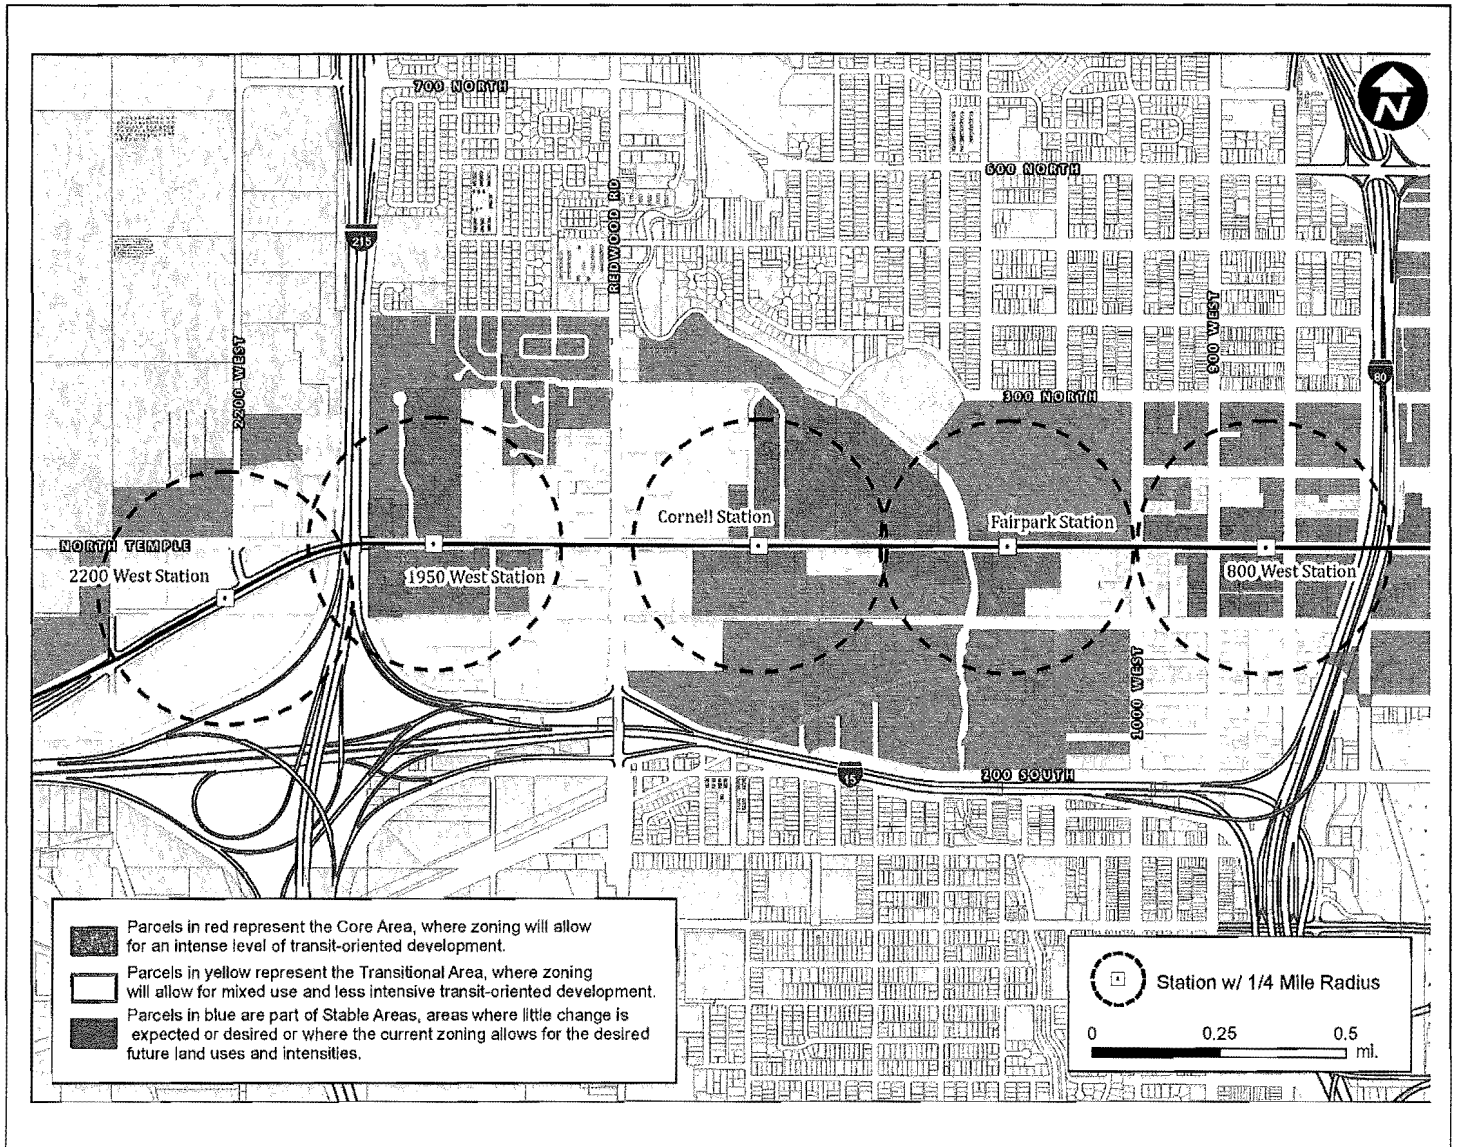 N
700 NORTH
600 NORTH
REDWOOD RD
215
900 WEST
2200 WEST
80
300 NORTH
Cornell Station
Fairpark Station
NORTH TEMPLE
2200 West Station
1950 West Station
800 West Station
1000 WEST
200 SOUTH
15
Parcels in red represent the Core Area, where zoning will allow
for an intense level of transit-oriented development.
Parcels in yellow represent the Transitional Area, where zoning
will allow for mixed use and less intensive transit-oriented development.
Parcels in blue are part of Stable Areas, areas where little change is
expected or desired or where the current zoning allows for the desired
future land uses and intensities.
Station w/ 1/4 Mile Radius
0 0.25 0.5
mi.